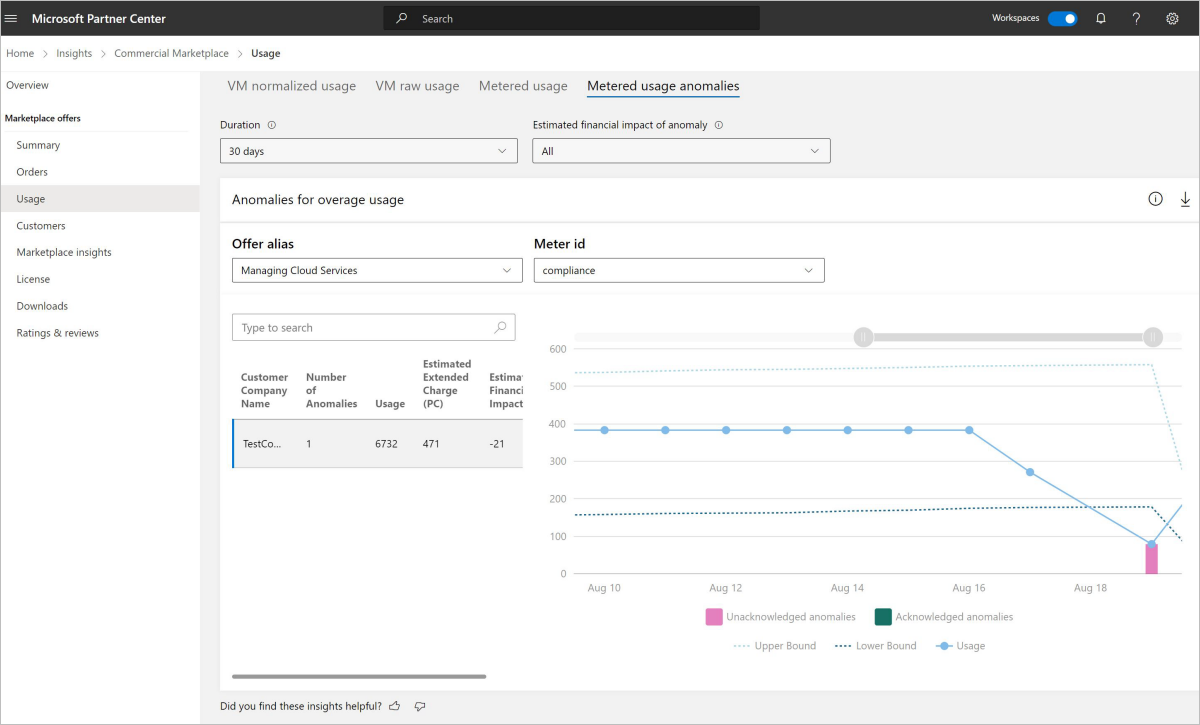 Microsoft Partner Center
Search
Workspaces
Home > Insights > Commercial Marketplace > Usage
Overview
Marketplace offers
Summary
Orders
Usage
Customers
Marketplace insights
License
Downloads
Ratings & reviews
VM normalized usage VM raw usage Metered usage Metered usage anomalies
Duration
30 days
Estimated financial impact of anomaly
All
Anomalies for overage usage
Offer alias
Managing Cloud Services
Meter id
compliance
Type to search
Customer Company Name
Number of Anomalies
Usage
Estimated Extended Charge (PC)
Estimat Financi Impact
TestCo... 1 6732 471 -21
600
500
400
300
200
100
0
Aug 10 Aug 12 Aug 14 Aug 16 Aug 18
Unacknowledged anomalies Acknowledged anomalies
Upper Bound Lower Bound Usage
Did you find these insights helpful?